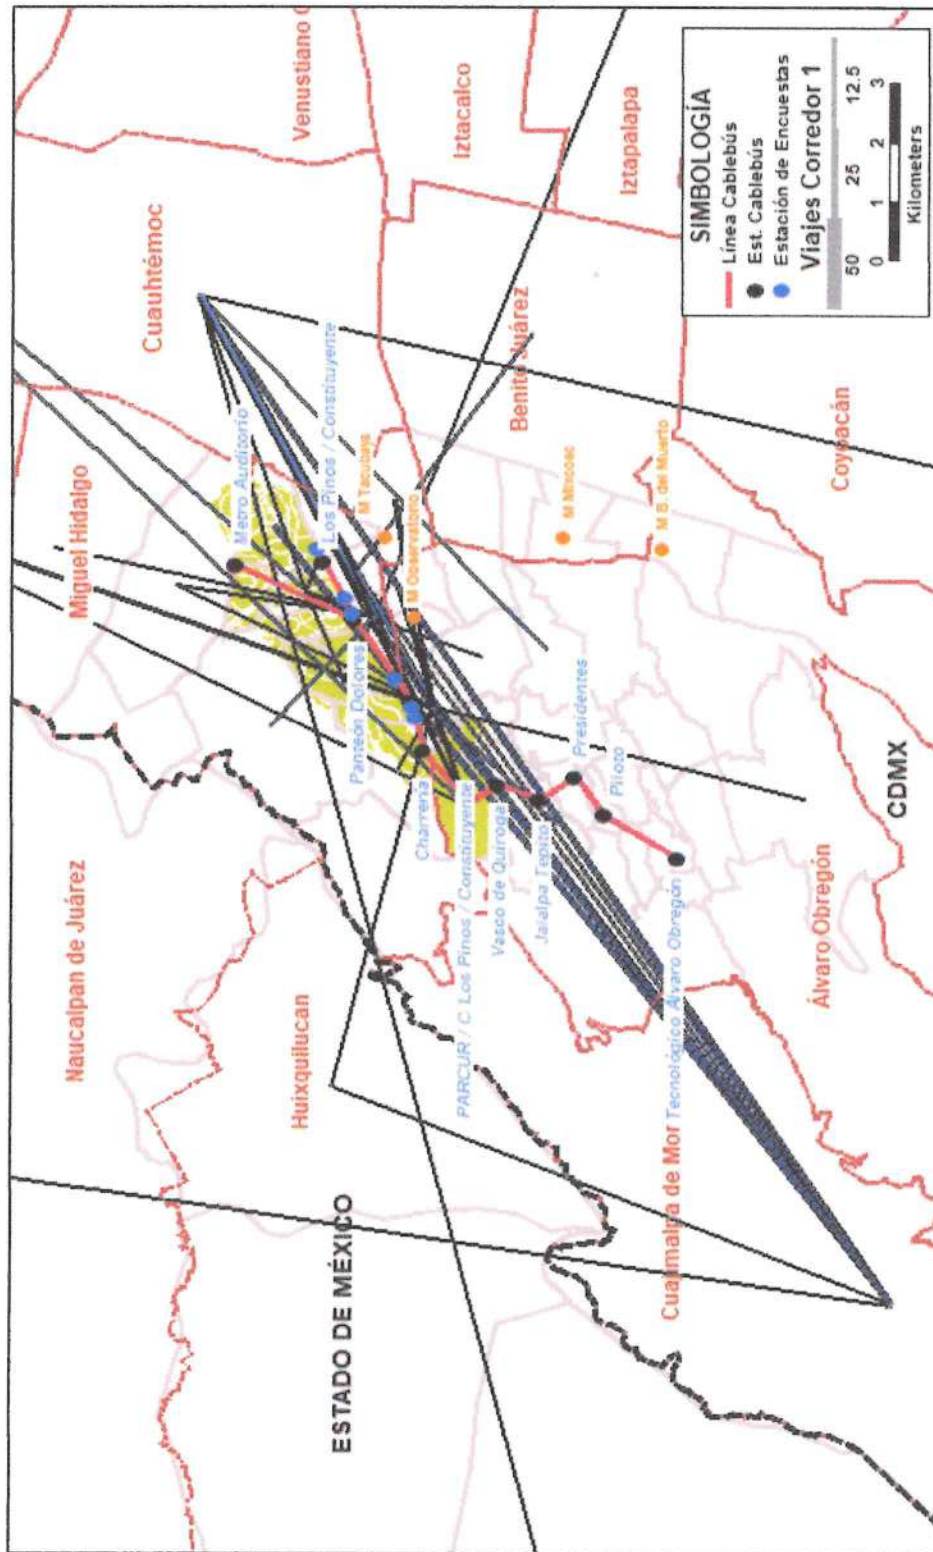 Naucalpan de Juárez
Miguel Hidalgo
Cuauhtémoc
Venustiano C
Huixquilucan
ESTADO DE MÉXICO
Metro Auditorio
Los Pinos / Constituyente
Panteón Dolores
M Tacubaya
M Observatorio
Charrería
PARCUR / C. Los Pinos / Constituyente
Vasco de Quiroga
Jalalpa Tepito
Presidentes
Piloto
Tecnológico Álvaro Obregón
Cuajimalpa de Mor
Iztacalco
Iztapalapa
Benito Juárez
M Mixcoac
M B. del Muerto
Coyoacán
Álvaro Obregón
CDMX
SIMBOLOGÍA
Línea Cablebús
Est. Cablebús
Estación de Encuestas
Viajes Corredor 1
50 25 12.5
0 1 2 3
Kilometers